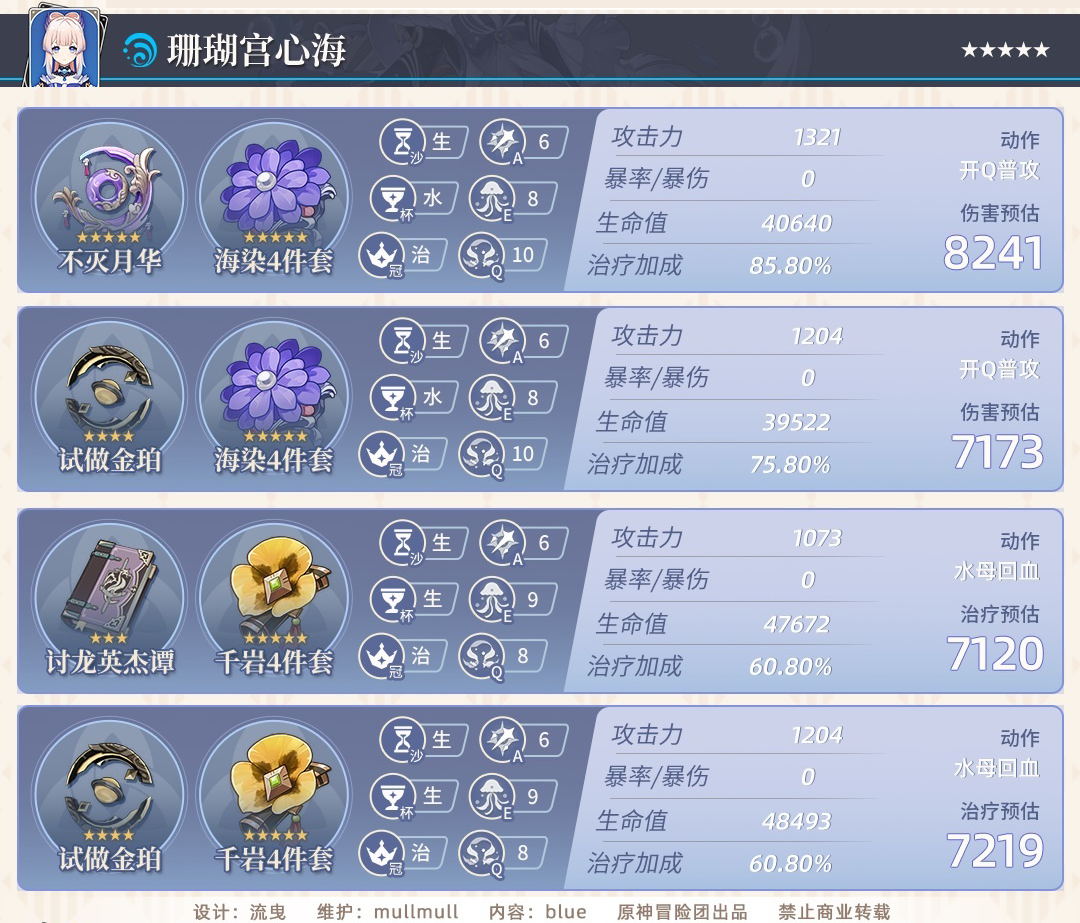 珊瑚宫心海
不灭月华
海染4件套
沙 生
A 6
杯 水
E 8
冠 治
Q 10
攻击力 1321
暴率/暴伤 0
生命值 40640
治疗加成 85.80%
动作
开Q普攻
伤害预估
8241
试做金珀
海染4件套
沙 生
A 6
杯 水
E 8
冠 治
Q 10
攻击力 1204
暴率/暴伤 0
生命值 39522
治疗加成 75.80%
动作
开Q普攻
伤害预估
7173
讨龙英杰谭
千岩4件套
沙 生
A 6
杯 生
E 9
冠 治
Q 8
攻击力 1073
暴率/暴伤 0
生命值 47672
治疗加成 60.80%
动作
水母回血
治疗预估
7120
试做金珀
千岩4件套
沙 生
A 6
杯 生
E 9
冠 治
Q 8
攻击力 1204
暴率/暴伤 0
生命值 48493
治疗加成 60.80%
动作
水母回血
治疗预估
7219
设计：流曳 维护：mullmull 内容：blue 原神冒险团出品 禁止商业转载